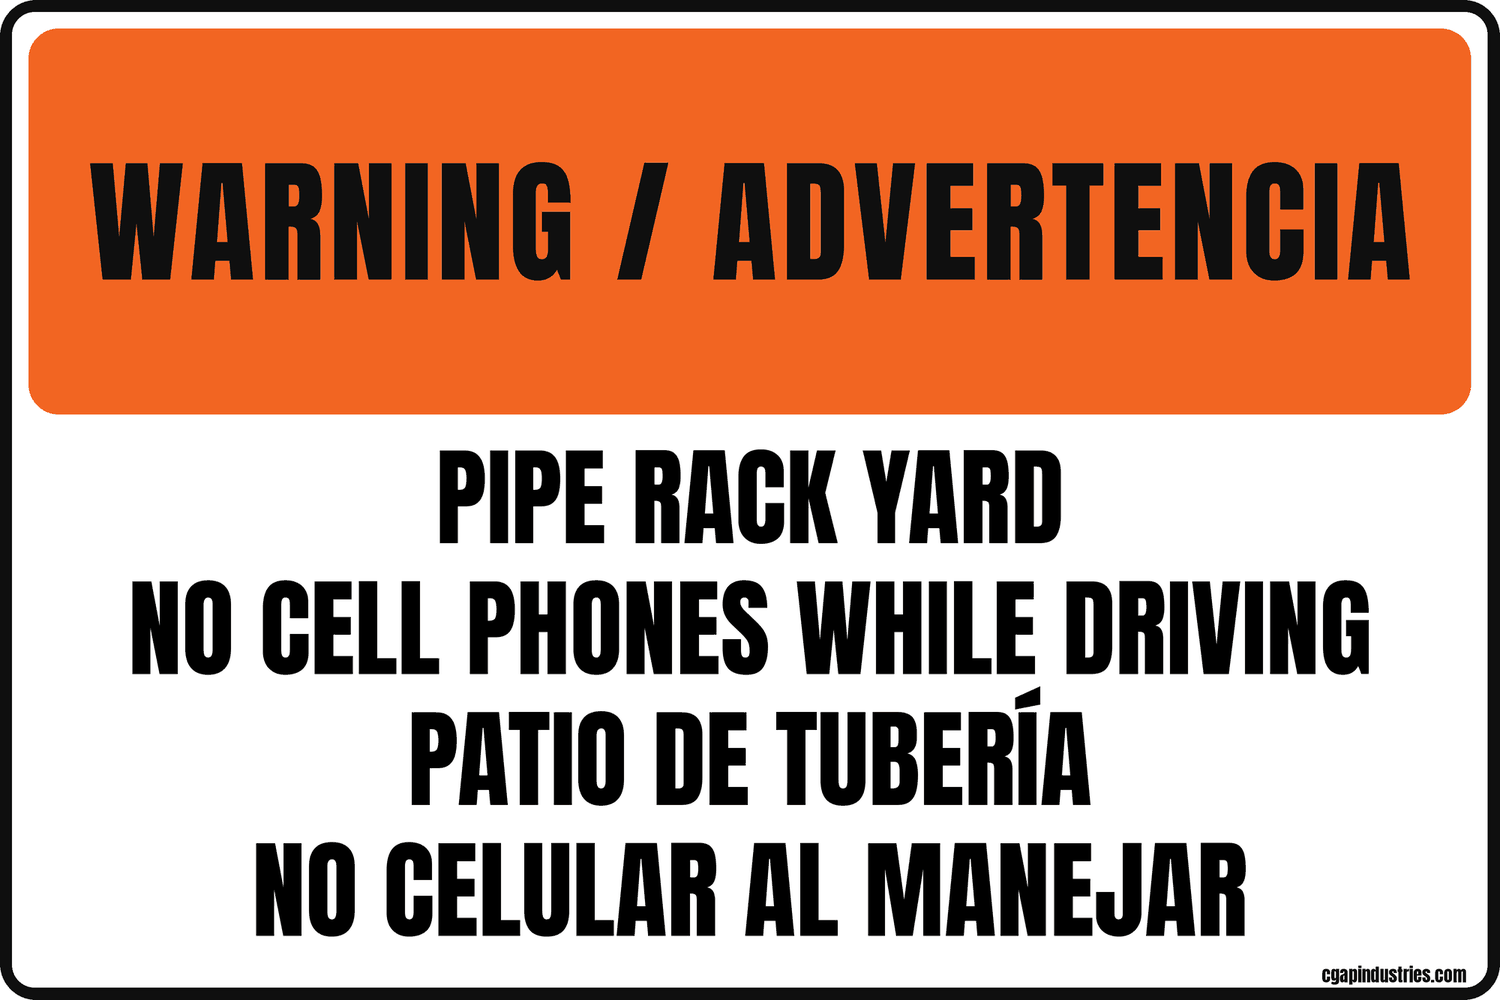 WARNING / ADVERTENCIA
PIPE RACK YARD
NO CELL PHONES WHILE DRIVING
PATIO DE TUBERÍA
NO CELULAR AL MANEJAR
cgapindustries.com